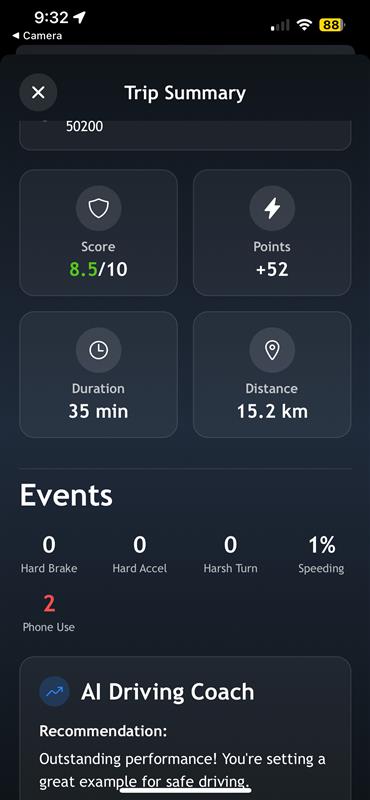 9:32
88
◀ Camera
Trip Summary
50200
Score
8.5/10
Points
+52
Duration
35 min
Distance
15.2 km
Events
0
Hard Brake
0
Hard Accel
0
Harsh Turn
1%
Speeding
2
Phone Use
AI Driving Coach
Recommendation:
Outstanding performance! You're setting a
great example for safe driving.